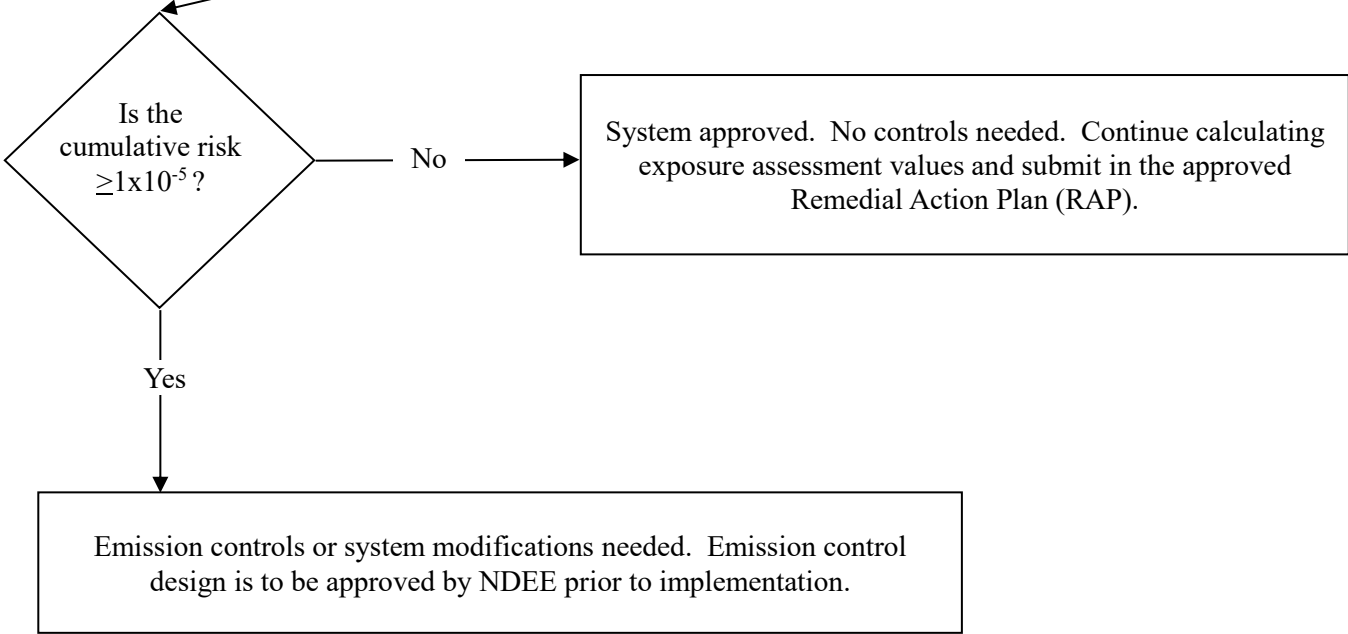 Is the
cumulative risk
≥1x10⁻⁵ ?
No
System approved.  No controls needed.  Continue calculating
exposure assessment values and submit in the approved
Remedial Action Plan (RAP).
Yes
Emission controls or system modifications needed.  Emission control
design is to be approved by NDEE prior to implementation.